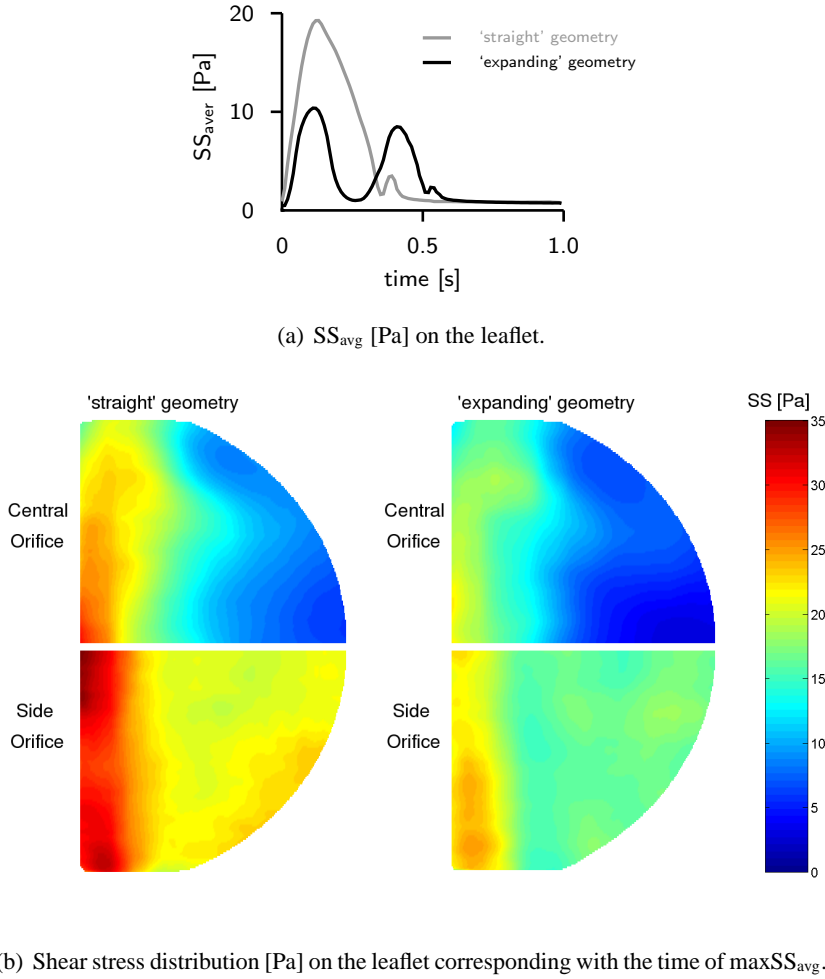 20
10
0
SSaver [Pa]
'straight' geometry
'expanding' geometry
0 0.5 1.0
time [s]
(a) SSavg [Pa] on the leaflet.
'straight' geometry
'expanding' geometry
SS [Pa]
Central
Orifice
Central
Orifice
Side
Orifice
Side
Orifice
35
30
25
20
15
10
5
0
b) Shear stress distribution [Pa] on the leaflet corresponding with the time of maxSSavg.